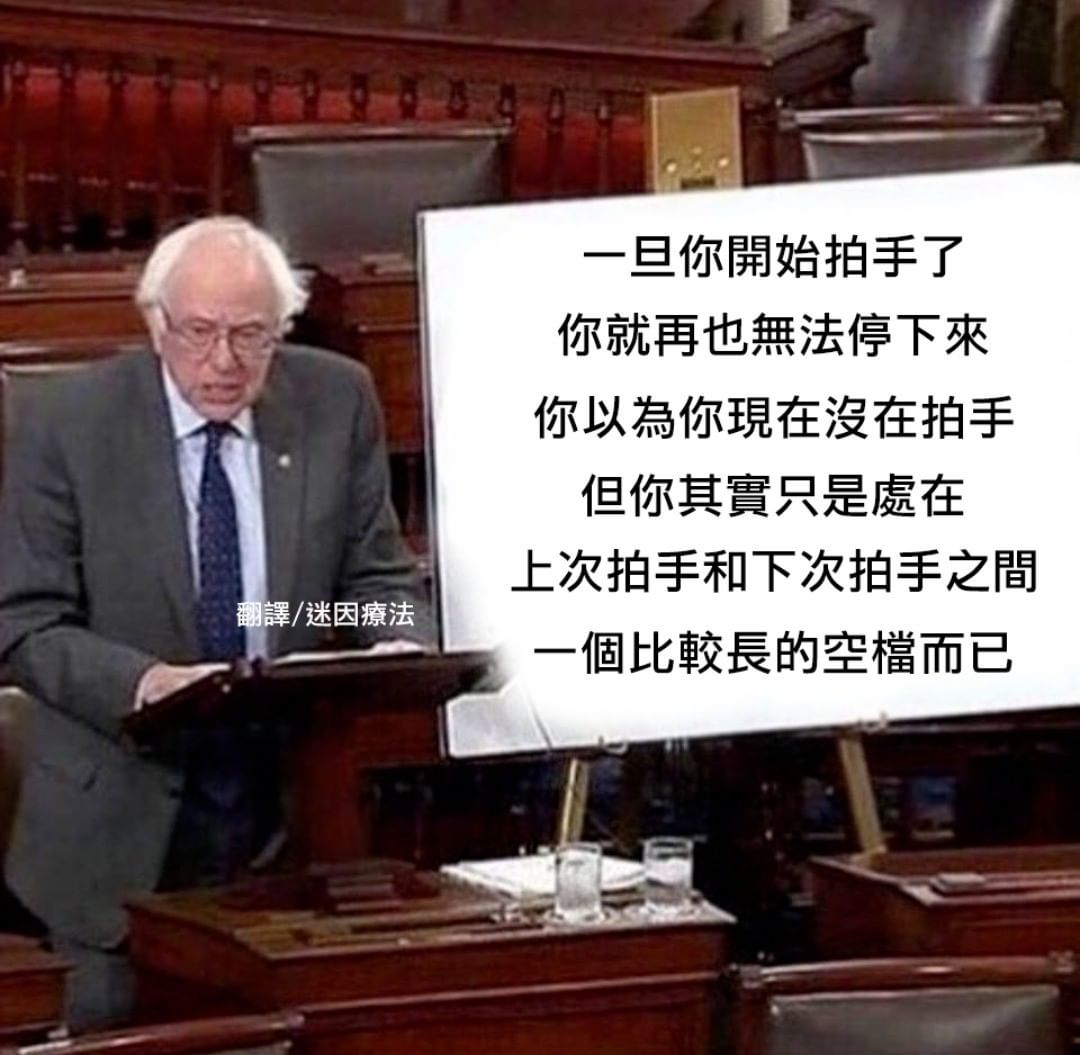 一旦你開始拍手了
你就再也無法停下來
你以為你現在沒在拍手
但你其實只是處在
上次拍手和下次拍手之間
一個比較長的空檔而已
翻譯/迷因療法